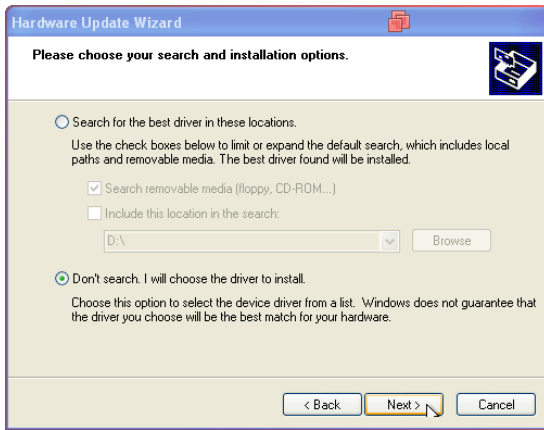 Hardware Update Wizard
Please choose your search and installation options.
Search for the best driver in these locations.
Use the check boxes below to limit or expand the default search, which includes local
paths and removable media. The best driver found will be installed.
Search removable media (floppy, CD-ROM...)
Include this location in the search:
D:\
Browse
Don't search. I will choose the driver to install.
Choose this option to select the device driver from a list. Windows does not guarantee that
the driver you choose will be the best match for your hardware.
< Back Next > Cancel